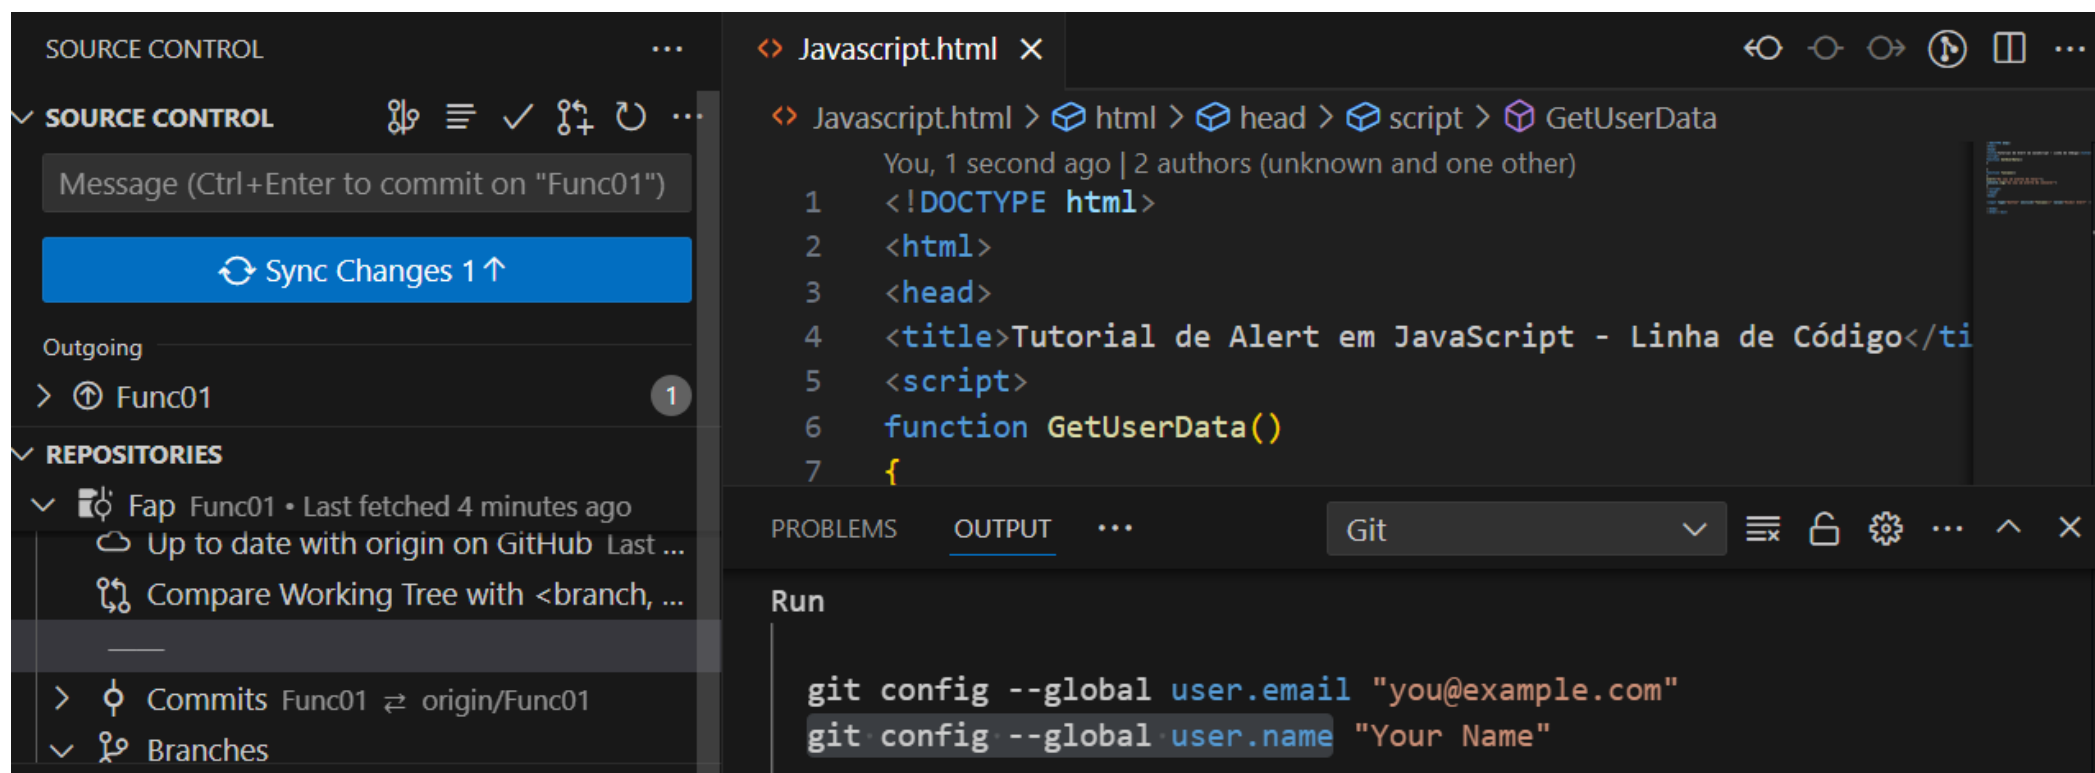 SOURCE CONTROL
SOURCE CONTROL
Message (Ctrl+Enter to commit on "Func01")
Sync Changes 1↑
Outgoing
Func01 1
REPOSITORIES
Fap Func01 • Last fetched 4 minutes ago
Up to date with origin on GitHub Last ...
Compare Working Tree with <branch, ...
Commits Func01 ⇄ origin/Func01
Branches
Javascript.html
Javascript.html > html > head > script > GetUserData
You, 1 second ago | 2 authors (unknown and one other)
1 <!DOCTYPE html>
2 <html>
3 <head>
4 <title>Tutorial de Alert em JavaScript - Linha de Código</ti
5 <script>
6 function GetUserData()
7 {
PROBLEMS OUTPUT ... Git
Run
git config --global user.email "you@example.com"
git config --global user.name "Your Name"